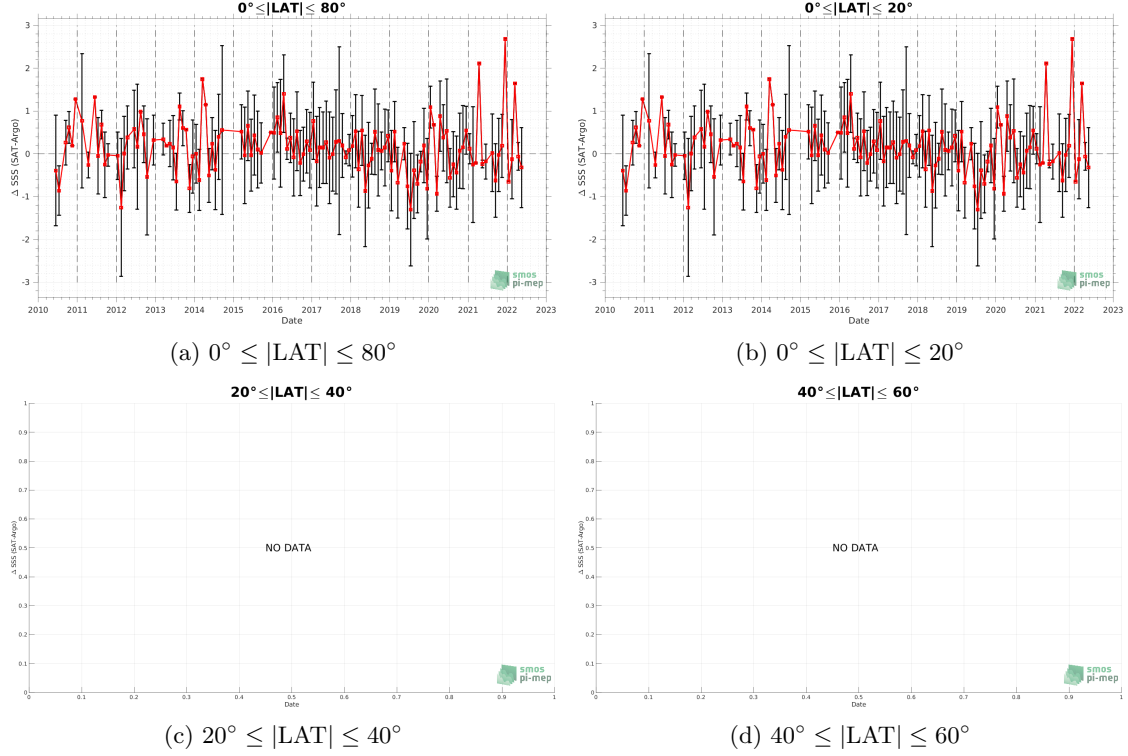 0°≤|LAT|≤ 80°
3
2
1
0
-1
-2
-3
Δ SSS (SAT-Argo)
2010 2011 2012 2013 2014 2015 2016 2017 2018 2019 2020 2021 2022 2023
Date
smos
pi-mep
(a) 0° ≤ |LAT| ≤ 80°
0°≤|LAT|≤ 20°
3
2
1
0
-1
-2
-3
Δ SSS (SAT-Argo)
2010 2011 2012 2013 2014 2015 2016 2017 2018 2019 2020 2021 2022 2023
Date
smos
pi-mep
(b) 0° ≤ |LAT| ≤ 20°
20°≤|LAT|≤ 40°
1
0.9
0.8
0.7
0.6
0.5
0.4
0.3
0.2
0.1
0
Δ SSS (SAT-Argo)
NO DATA
0 0.1 0.2 0.3 0.4 0.5 0.6 0.7 0.8 0.9 1
Date
smos
pi-mep
(c) 20° ≤ |LAT| ≤ 40°
40°≤|LAT|≤ 60°
1
0.9
0.8
0.7
0.6
0.5
0.4
0.3
0.2
0.1
0
Δ SSS (SAT-Argo)
NO DATA
0 0.1 0.2 0.3 0.4 0.5 0.6 0.7 0.8 0.9 1
Date
smos
pi-mep
(d) 40° ≤ |LAT| ≤ 60°